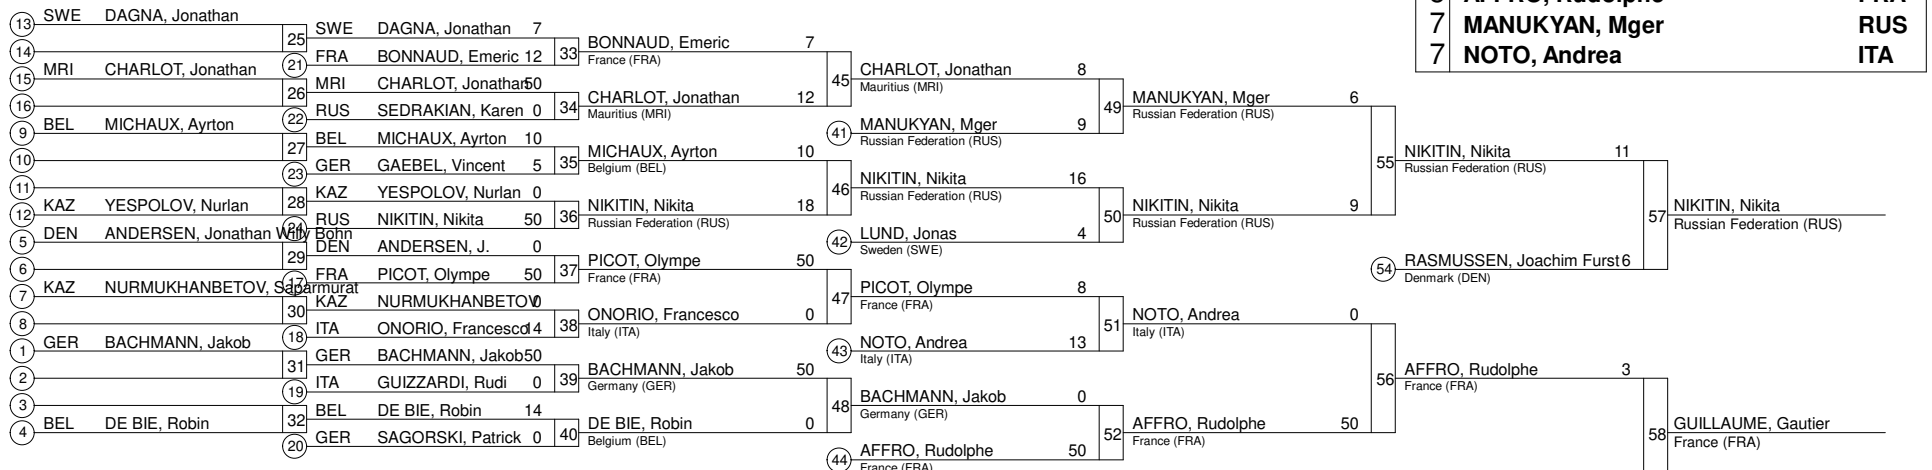 13 SWE DAGNA, Jonathan
14
15 MRI CHARLOT, Jonathan
16
9 BEL MICHAUX, Ayrton
10
11
12 KAZ YESPOLOV, Nurlan
5 DEN ANDERSEN, Jonathan Willy Bohn
6
7 KAZ NURMUKHANBETOV, Saparmurat
8
1 GER BACHMANN, Jakob
2
3
4 BEL DE BIE, Robin
25 SWE DAGNA, Jonathan 7
21 FRA BONNAUD, Emeric 12
26 MRI CHARLOT, Jonathan 50
22 RUS SEDRAKIAN, Karen 0
27 BEL MICHAUX, Ayrton 10
23 GER GAEBEL, Vincent 5
28 KAZ YESPOLOV, Nurlan 0
24 RUS NIKITIN, Nikita 50
29 DEN ANDERSEN, J. 0
17 FRA PICOT, Olympe 50
30 KAZ NURMUKHANBETOV 0
18 ITA ONORIO, Francesco 14
31 GER BACHMANN, Jakob 50
19 ITA GUIZZARDI, Rudi 0
32 BEL DE BIE, Robin 14
20 GER SAGORSKI, Patrick 0
33 BONNAUD, Emeric 7
France (FRA)
34 CHARLOT, Jonathan 12
Mauritius (MRI)
35 MICHAUX, Ayrton 10
Belgium (BEL)
36 NIKITIN, Nikita 18
Russian Federation (RUS)
37 PICOT, Olympe 50
France (FRA)
38 ONORIO, Francesco 0
Italy (ITA)
39 BACHMANN, Jakob 50
Germany (GER)
40 DE BIE, Robin 0
Belgium (BEL)
45 CHARLOT, Jonathan 8
Mauritius (MRI)
41 MANUKYAN, Mger 9
Russian Federation (RUS)
46 NIKITIN, Nikita 16
Russian Federation (RUS)
42 LUND, Jonas 4
Sweden (SWE)
47 PICOT, Olympe 8
France (FRA)
43 NOTO, Andrea 13
Italy (ITA)
48 BACHMANN, Jakob 0
Germany (GER)
44 AFFRO, Rudolphe 50
France (FRA)
49 MANUKYAN, Mger 6
Russian Federation (RUS)
50 NIKITIN, Nikita 9
Russian Federation (RUS)
51 NOTO, Andrea 0
Italy (ITA)
52 AFFRO, Rudolphe 50
France (FRA)
55 NIKITIN, Nikita 11
Russian Federation (RUS)
54 RASMUSSEN, Joachim Furst 6
Denmark (DEN)
56 AFFRO, Rudolphe 3
France (FRA)
57 NIKITIN, Nikita
Russian Federation (RUS)
58 GUILLAUME, Gautier
France (FRA)
AFFRO, Rudolphe FRA
7 MANUKYAN, Mger RUS
7 NOTO, Andrea ITA